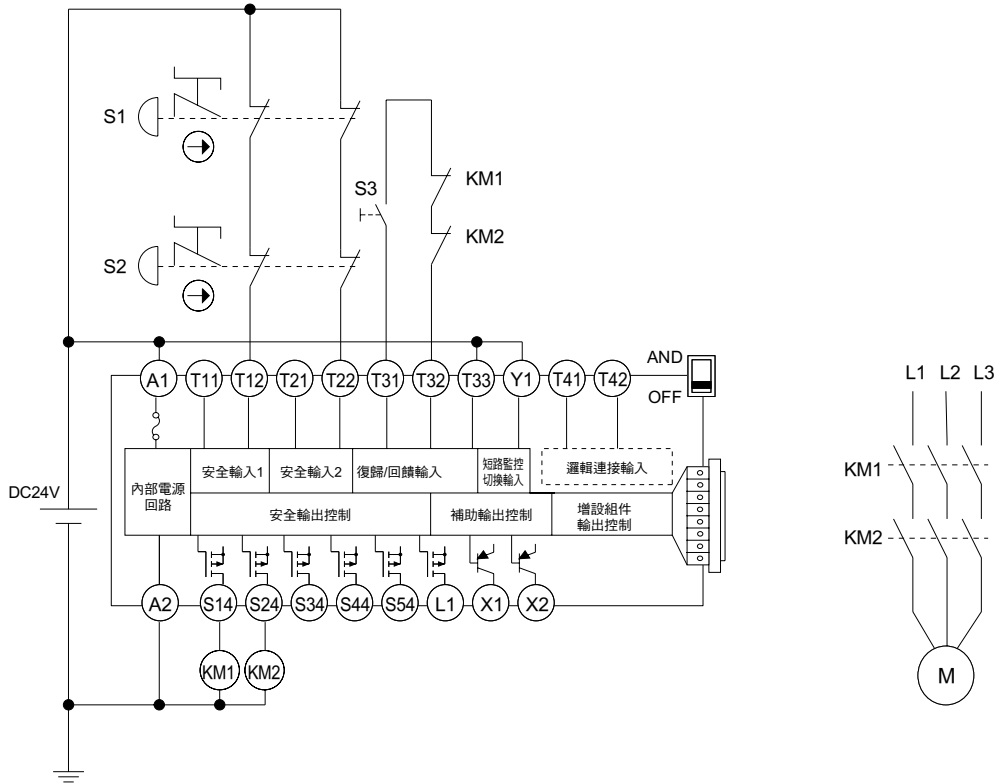 S1
S3
KM1
KM2
S2
A1 T11 T12 T21 T22 T31 T32 T33 Y1 T41 T42
AND
OFF
DC24V
內部電源
回路
安全輸入1
安全輸入2
復歸/回饋輸入
短路監控
切換輸入
邏輯連接輸入
安全輸出控制
補助輸出控制
增設組件
輸出控制
A2 S14 S24 S34 S44 S54 L1 X1 X2
KM1 KM2
L1 L2 L3
KM1
KM2
M